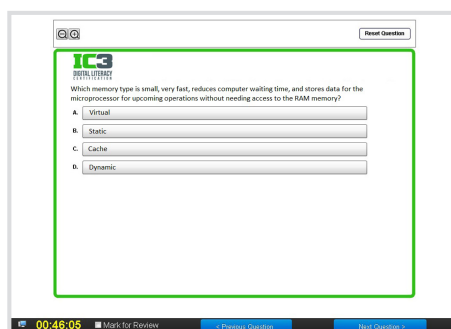 Reset Question
IC3
DIGITAL LITERACY
CERTIFICATION
Which memory type is small, very fast, reduces computer waiting time, and stores data for the
microprocessor for upcoming operations without needing access to the RAM memory?
A. Virtual
B. Static
C. Cache
D. Dynamic
00:46:05 Mark for Review < Previous Question Next Question >